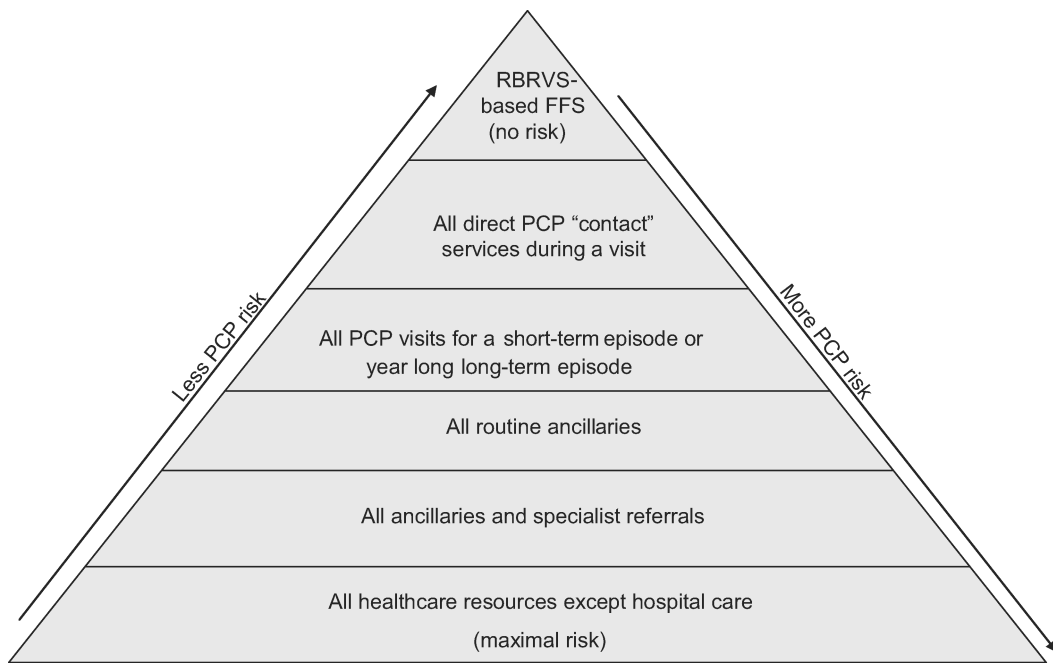 RBRVS-
based FFS
(no risk)
All direct PCP “contact”
services during a visit
Less PCP risk
More PCP risk
All PCP visits for a short-term episode or
year long long-term episode
All routine ancillaries
All ancillaries and specialist referrals
All healthcare resources except hospital care
(maximal risk)